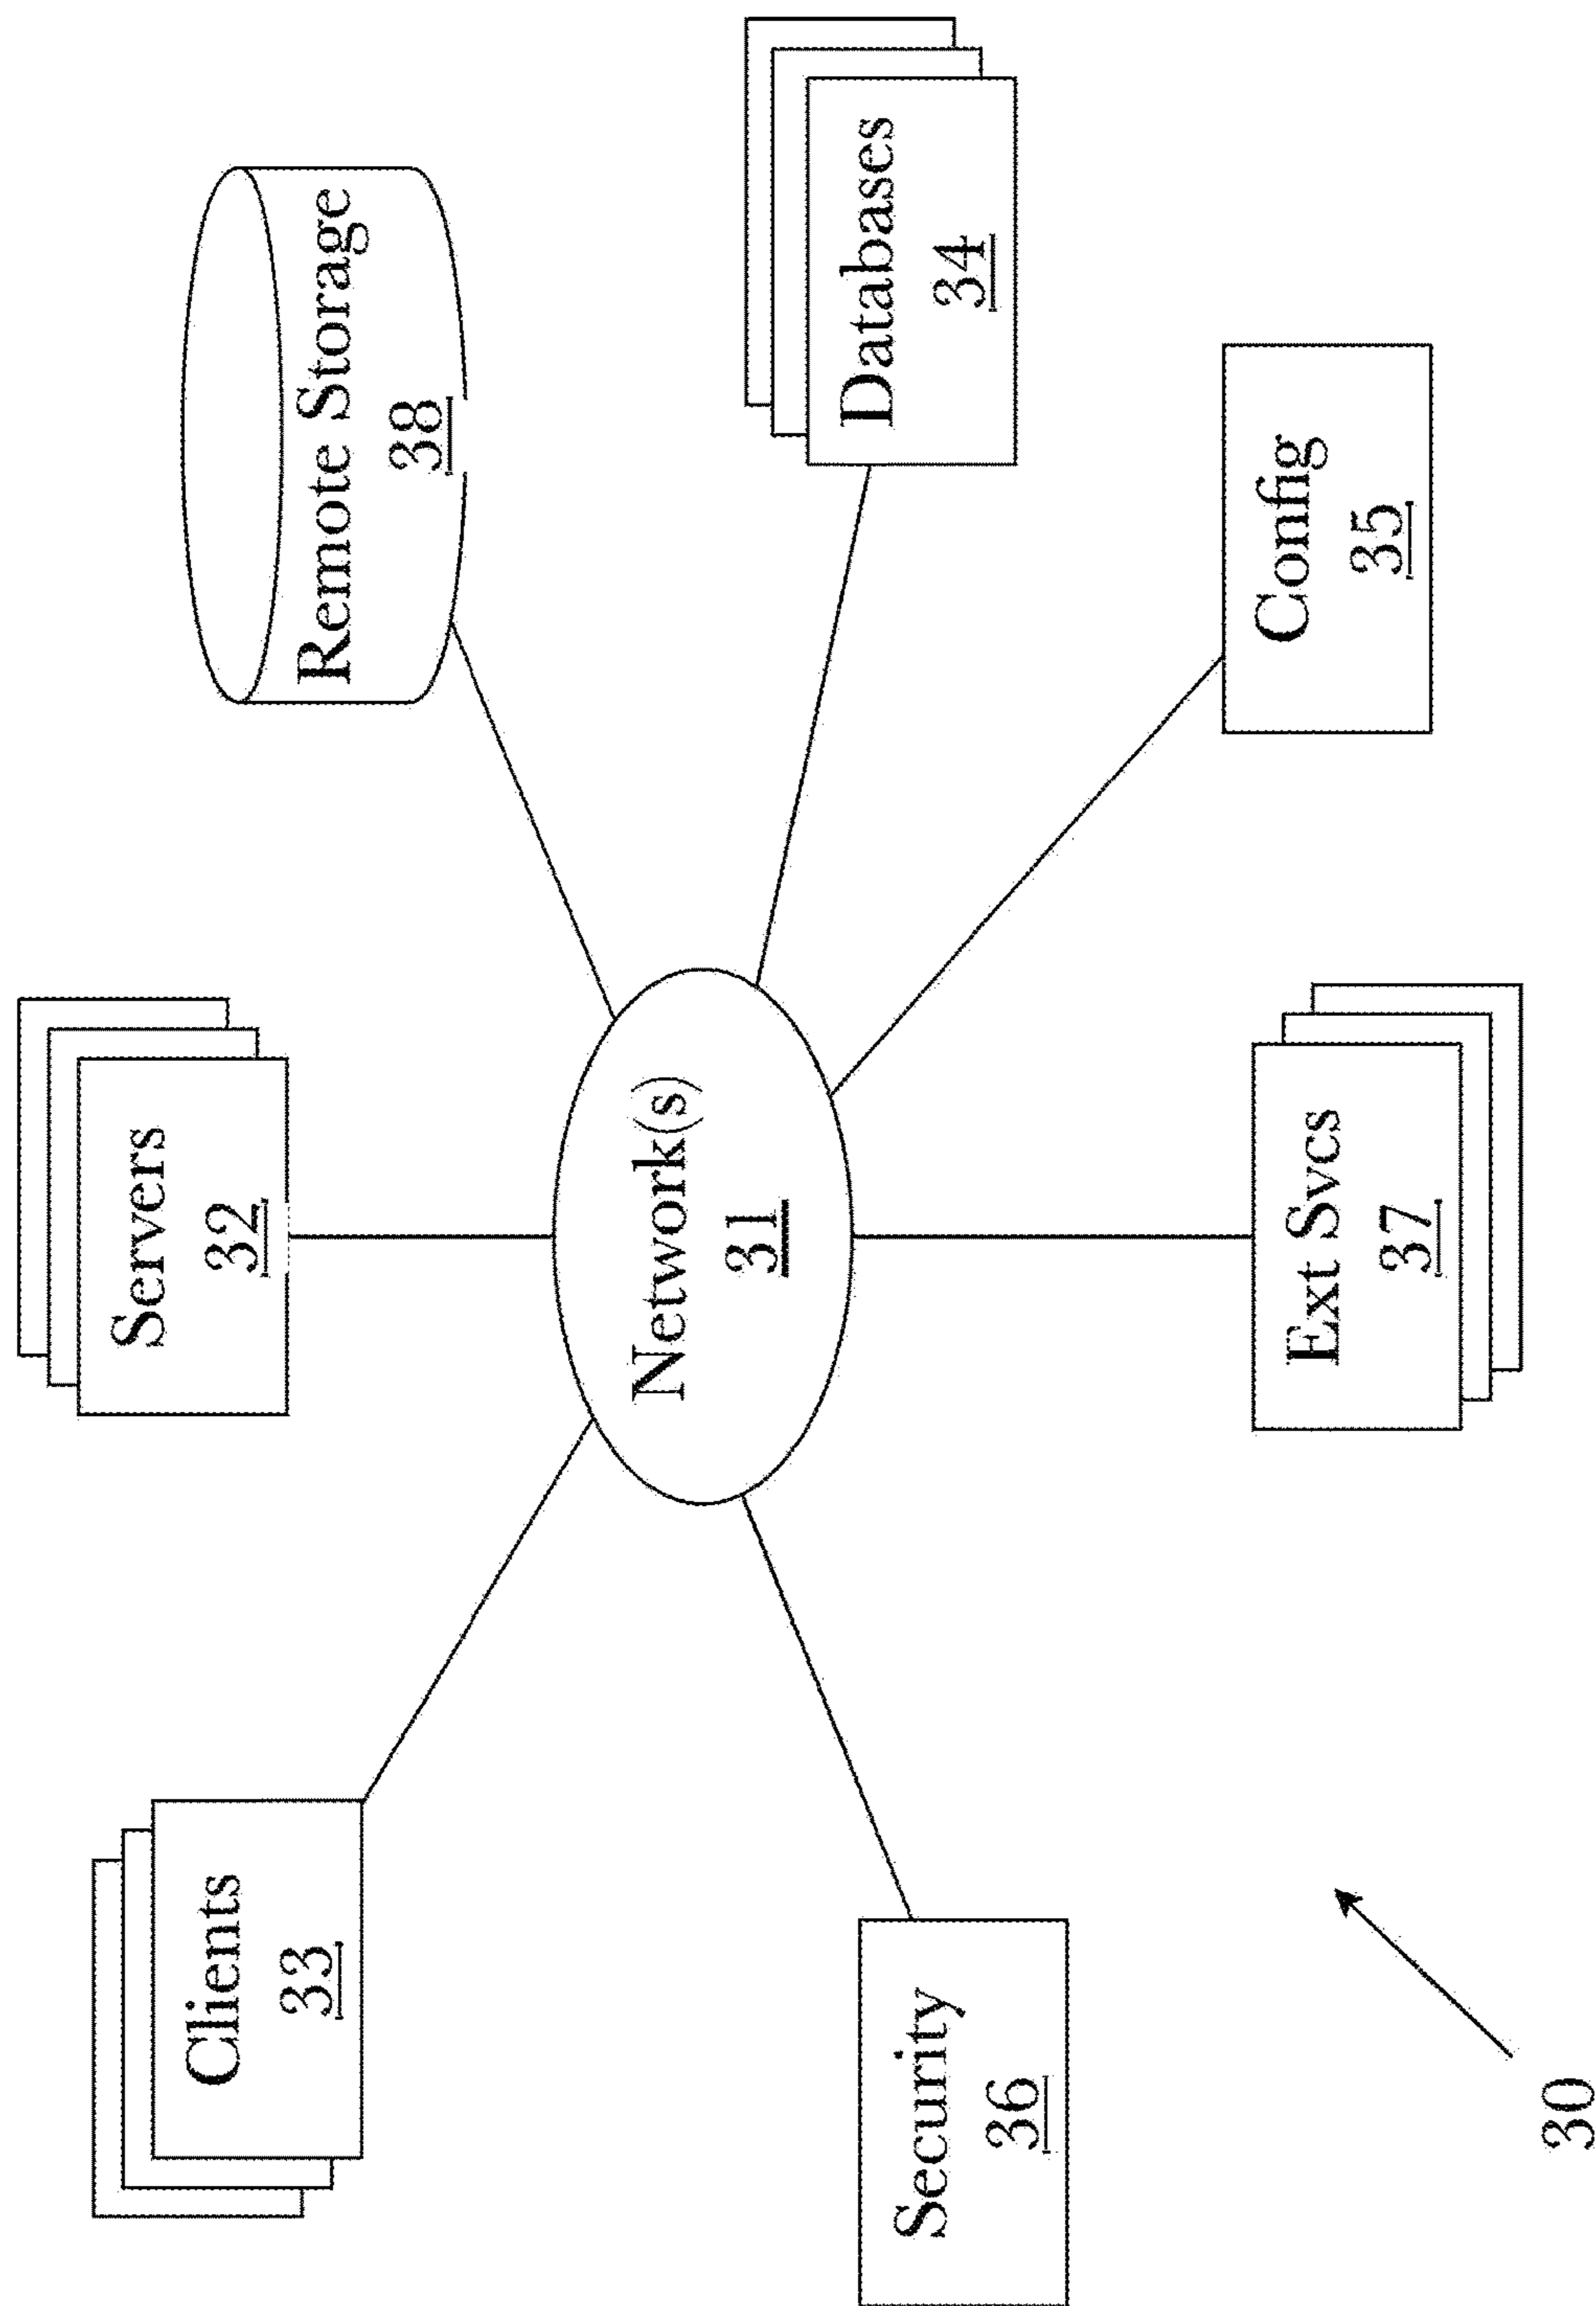 Servers
32
Clients
33
Remote Storage
38
Network(s)
31
Databases
34
Security
36
Ext Svcs
37
Config
35
30